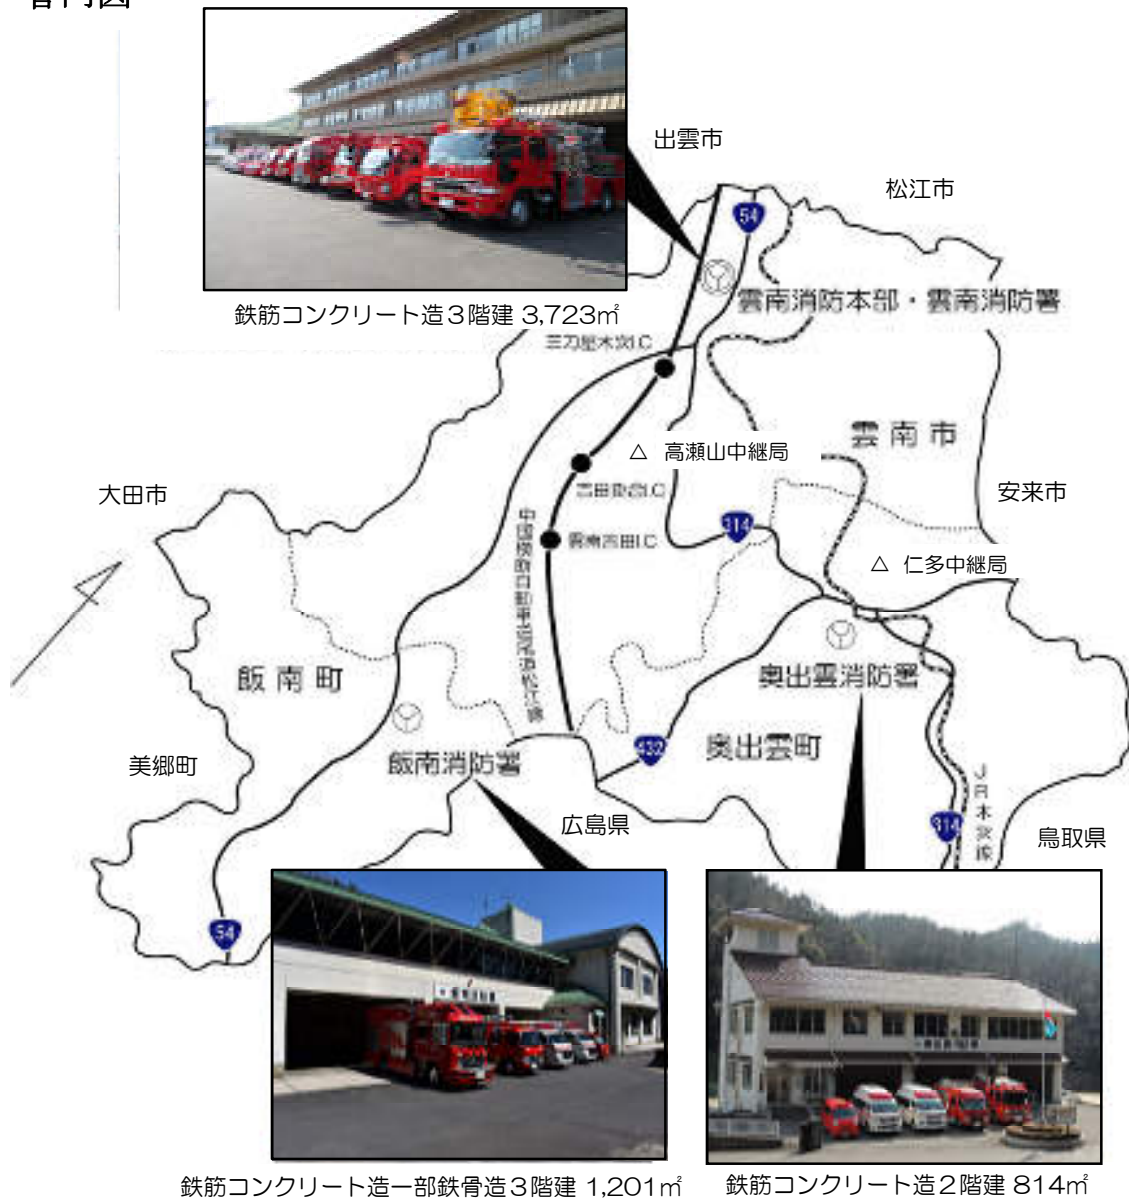 管内図
出雲市
松江市
54
雲南消防本部・雲南消防署
鉄筋コンクリート造３階建 3,723㎡
三刀屋木次I.C
雲南市
△ 高瀬山中継局
大田市
吉田掛合I.C
安来市
314
雲南吉田I.C
△ 仁多中継局
中国横断自動車道尾道松江線
飯南町
奥出雲消防署
432
奥出雲町
美郷町
飯南消防署
JR木次線
広島県
314
鳥取県
54
鉄筋コンクリート造一部鉄骨造３階建 1,201㎡
鉄筋コンクリート造２階建 814㎡